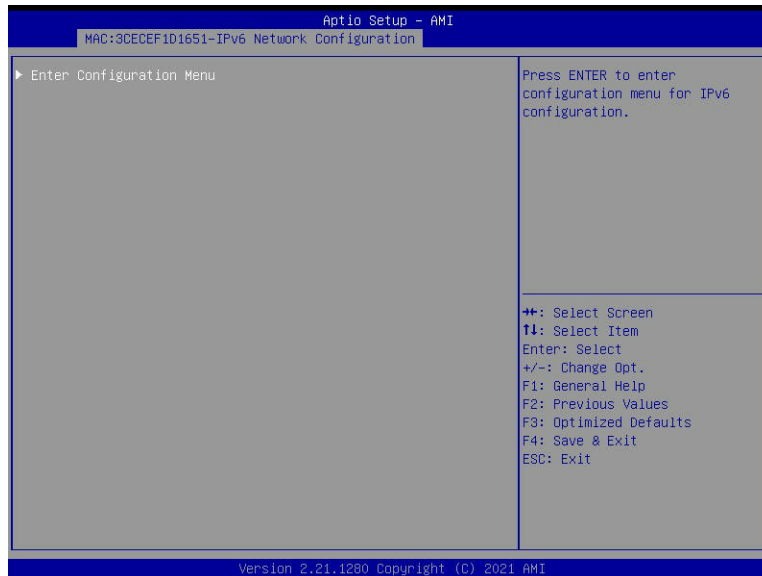 Aptio Setup - AMI
MAC:3CECEF1D1651-IPv6 Network Configuration
▶ Enter Configuration Menu
Press ENTER to enter
configuration menu for IPv6
configuration.
→←: Select Screen
↑↓: Select Item
Enter: Select
+/-: Change Opt.
F1: General Help
F2: Previous Values
F3: Optimized Defaults
F4: Save & Exit
ESC: Exit
Version 2.21.1280 Copyright (C) 2021 AMI